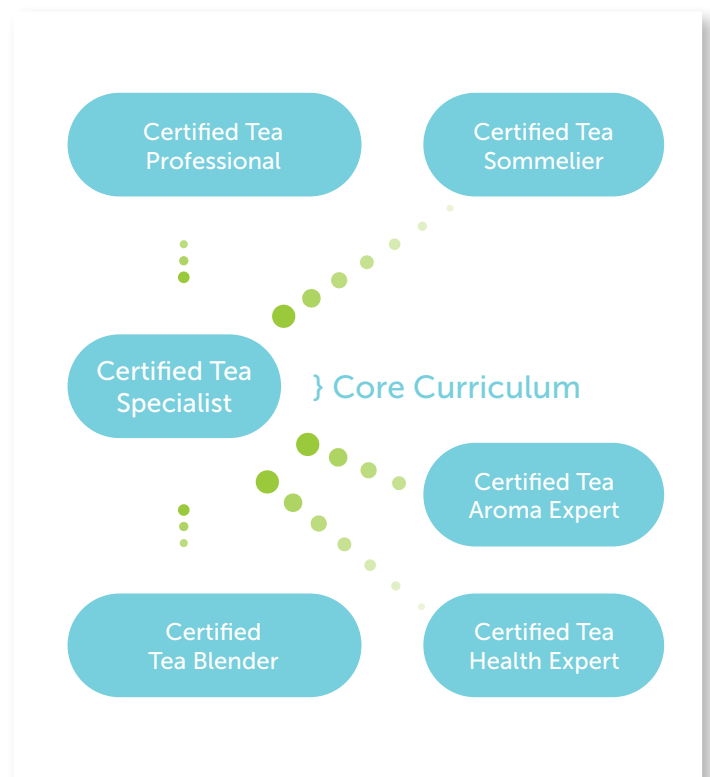 Certified Tea
Professional
Certified Tea
Sommelier
Certified Tea
Specialist
} Core Curriculum
Certified Tea
Aroma Expert
Certified
Tea Blender
Certified Tea
Health Expert